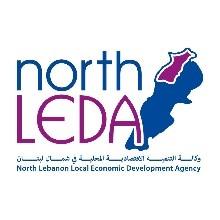 north
LEDA
وكالة التنمية الاقتصادية المحلية في شمال لبنان
North Lebanon Local Economic Development Agency